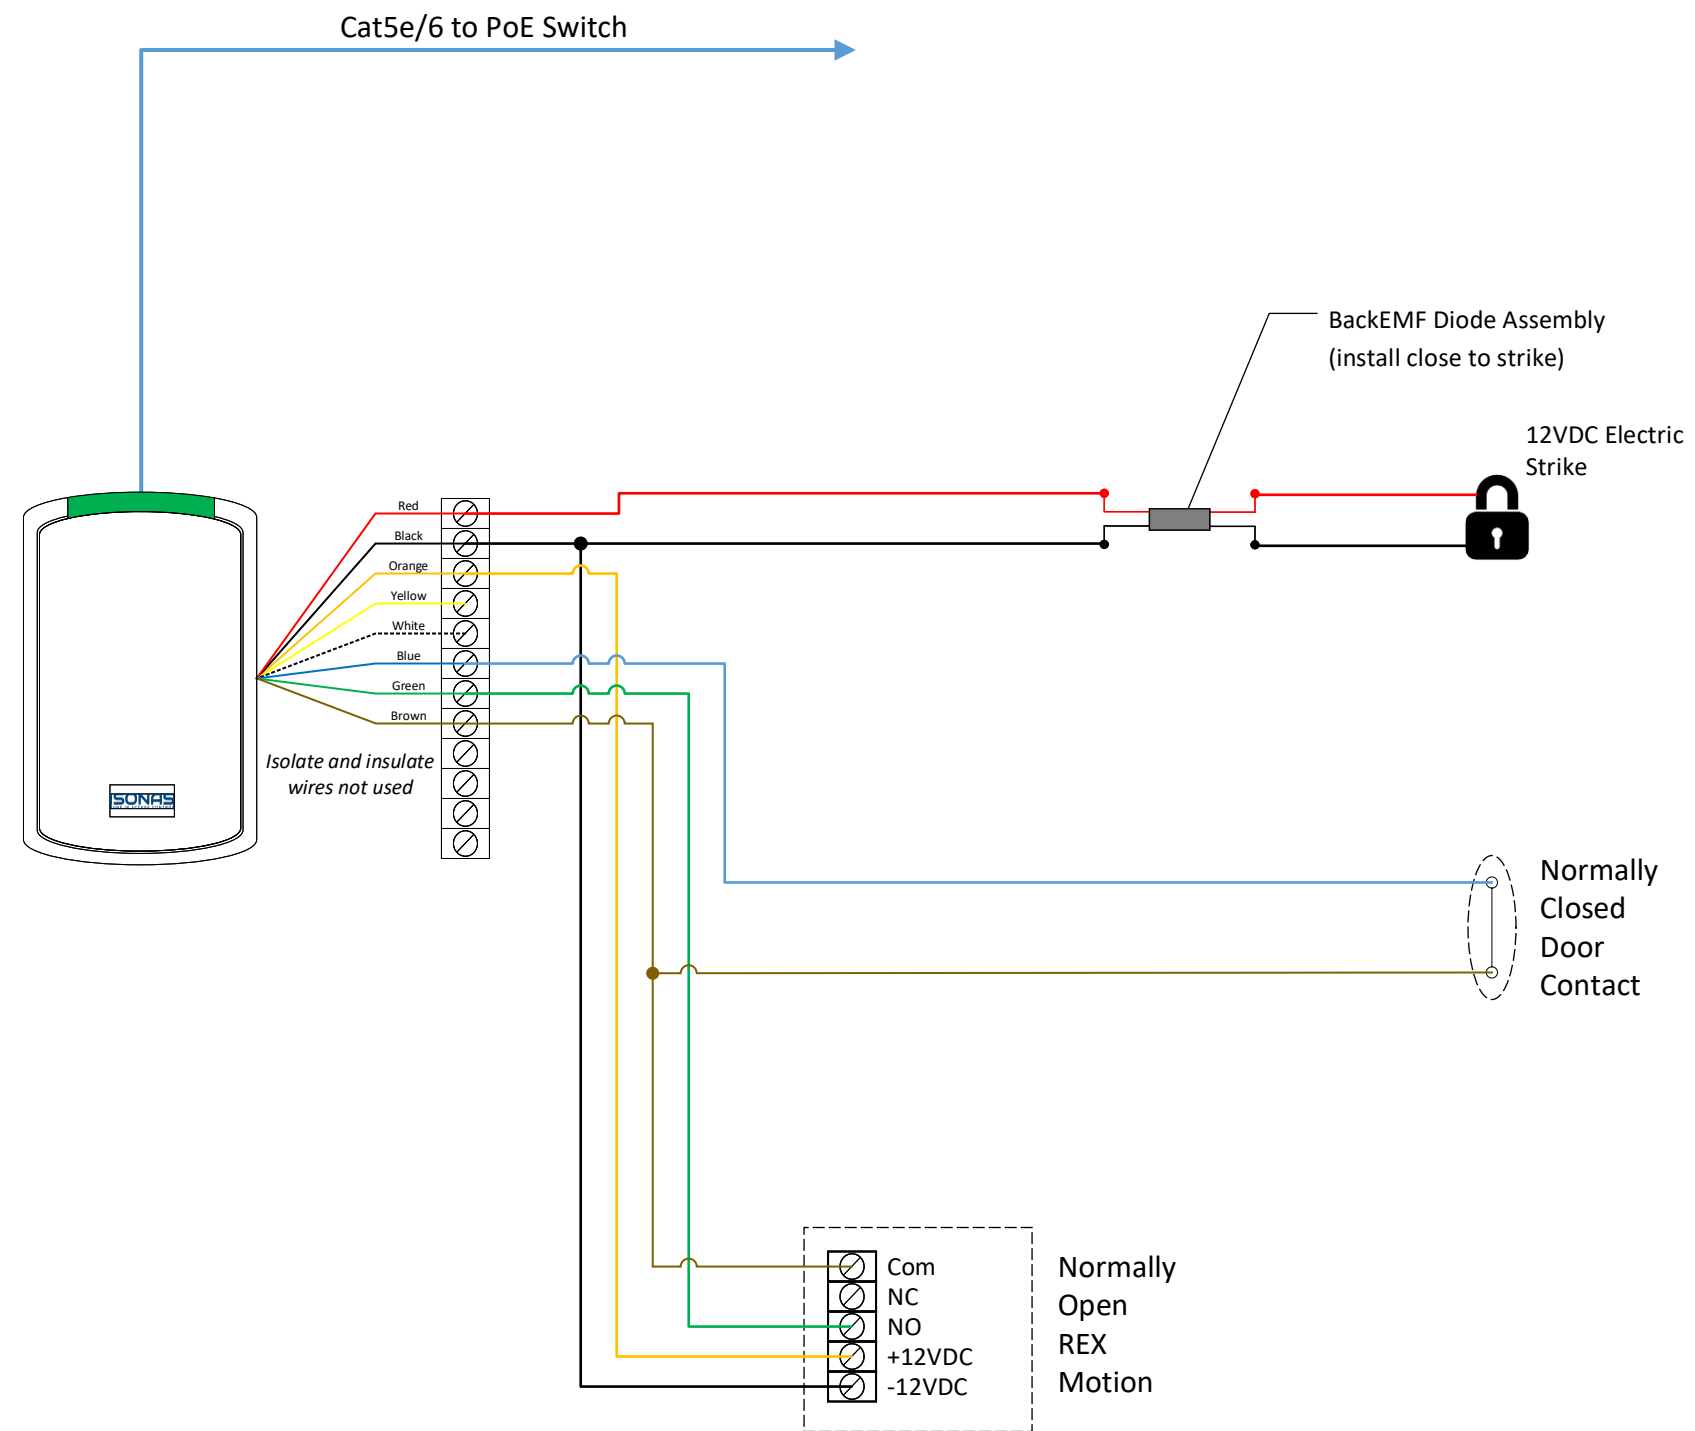 Cat5e/6 to PoE Switch
BackEMF Diode Assembly
(install close to strike)
12VDC Electric
Strike
Red
Black
Orange
Yellow
White
Blue
Green
Brown
Isolate and insulate
wires not used
ISONAS
Normally
Closed
Door
Contact
Com
NC
NO
+12VDC
-12VDC
Normally
Open
REX
Motion